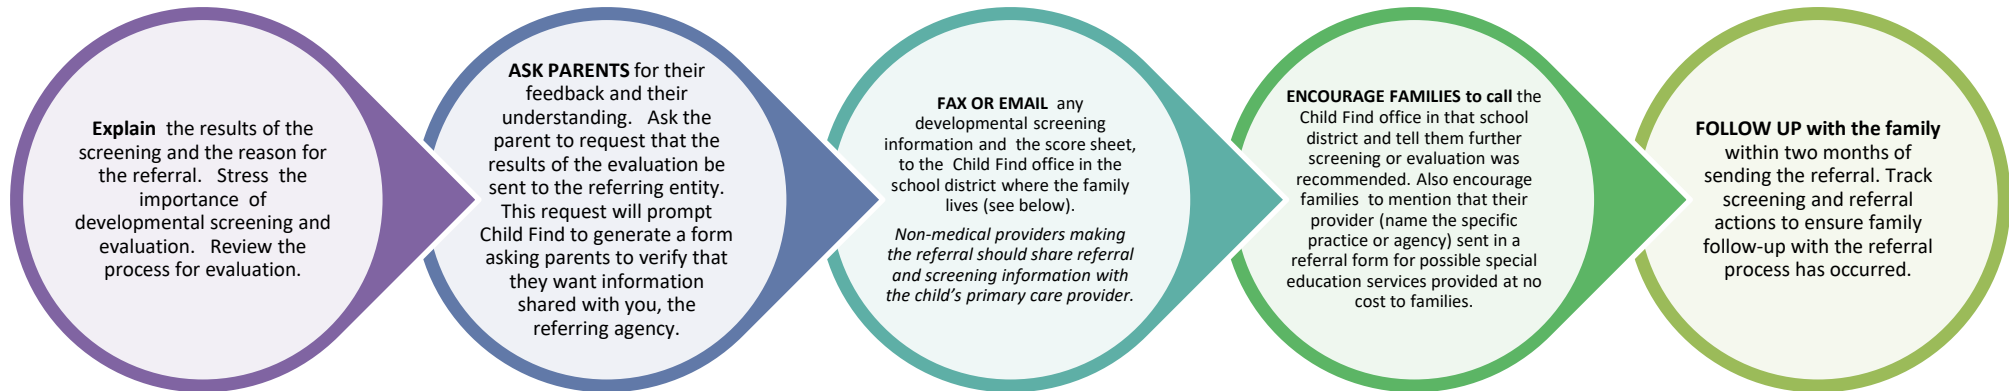 Explain the results of the
screening and the reason for
the referral. Stress the
importance of
developmental screening and
evaluation. Review the
process for evaluation.
ASK PARENTS for their
feedback and their
understanding. Ask the
parent to request that the
results of the evaluation be
sent to the referring entity.
This request will prompt
Child Find to generate a form
asking parents to verify that
they want information
shared with you, the
referring agency.
FAX OR EMAIL any
developmental screening
information and the score sheet,
to the Child Find office in the
school district where the family
lives (see below).
Non-medical providers making
the referral should share referral
and screening information with
the child's primary care provider.
ENCOURAGE FAMILIES to call the
Child Find office in that school
district and tell them further
screening or evaluation was
recommended. Also encourage
families to mention that their
provider (name the specific
practice or agency) sent in a
referral form for possible special
education services provided at no
cost to families.
FOLLOW UP with the family
within two months of
sending the referral. Track
screening and referral
actions to ensure family
follow-up with the referral
process has occurred.